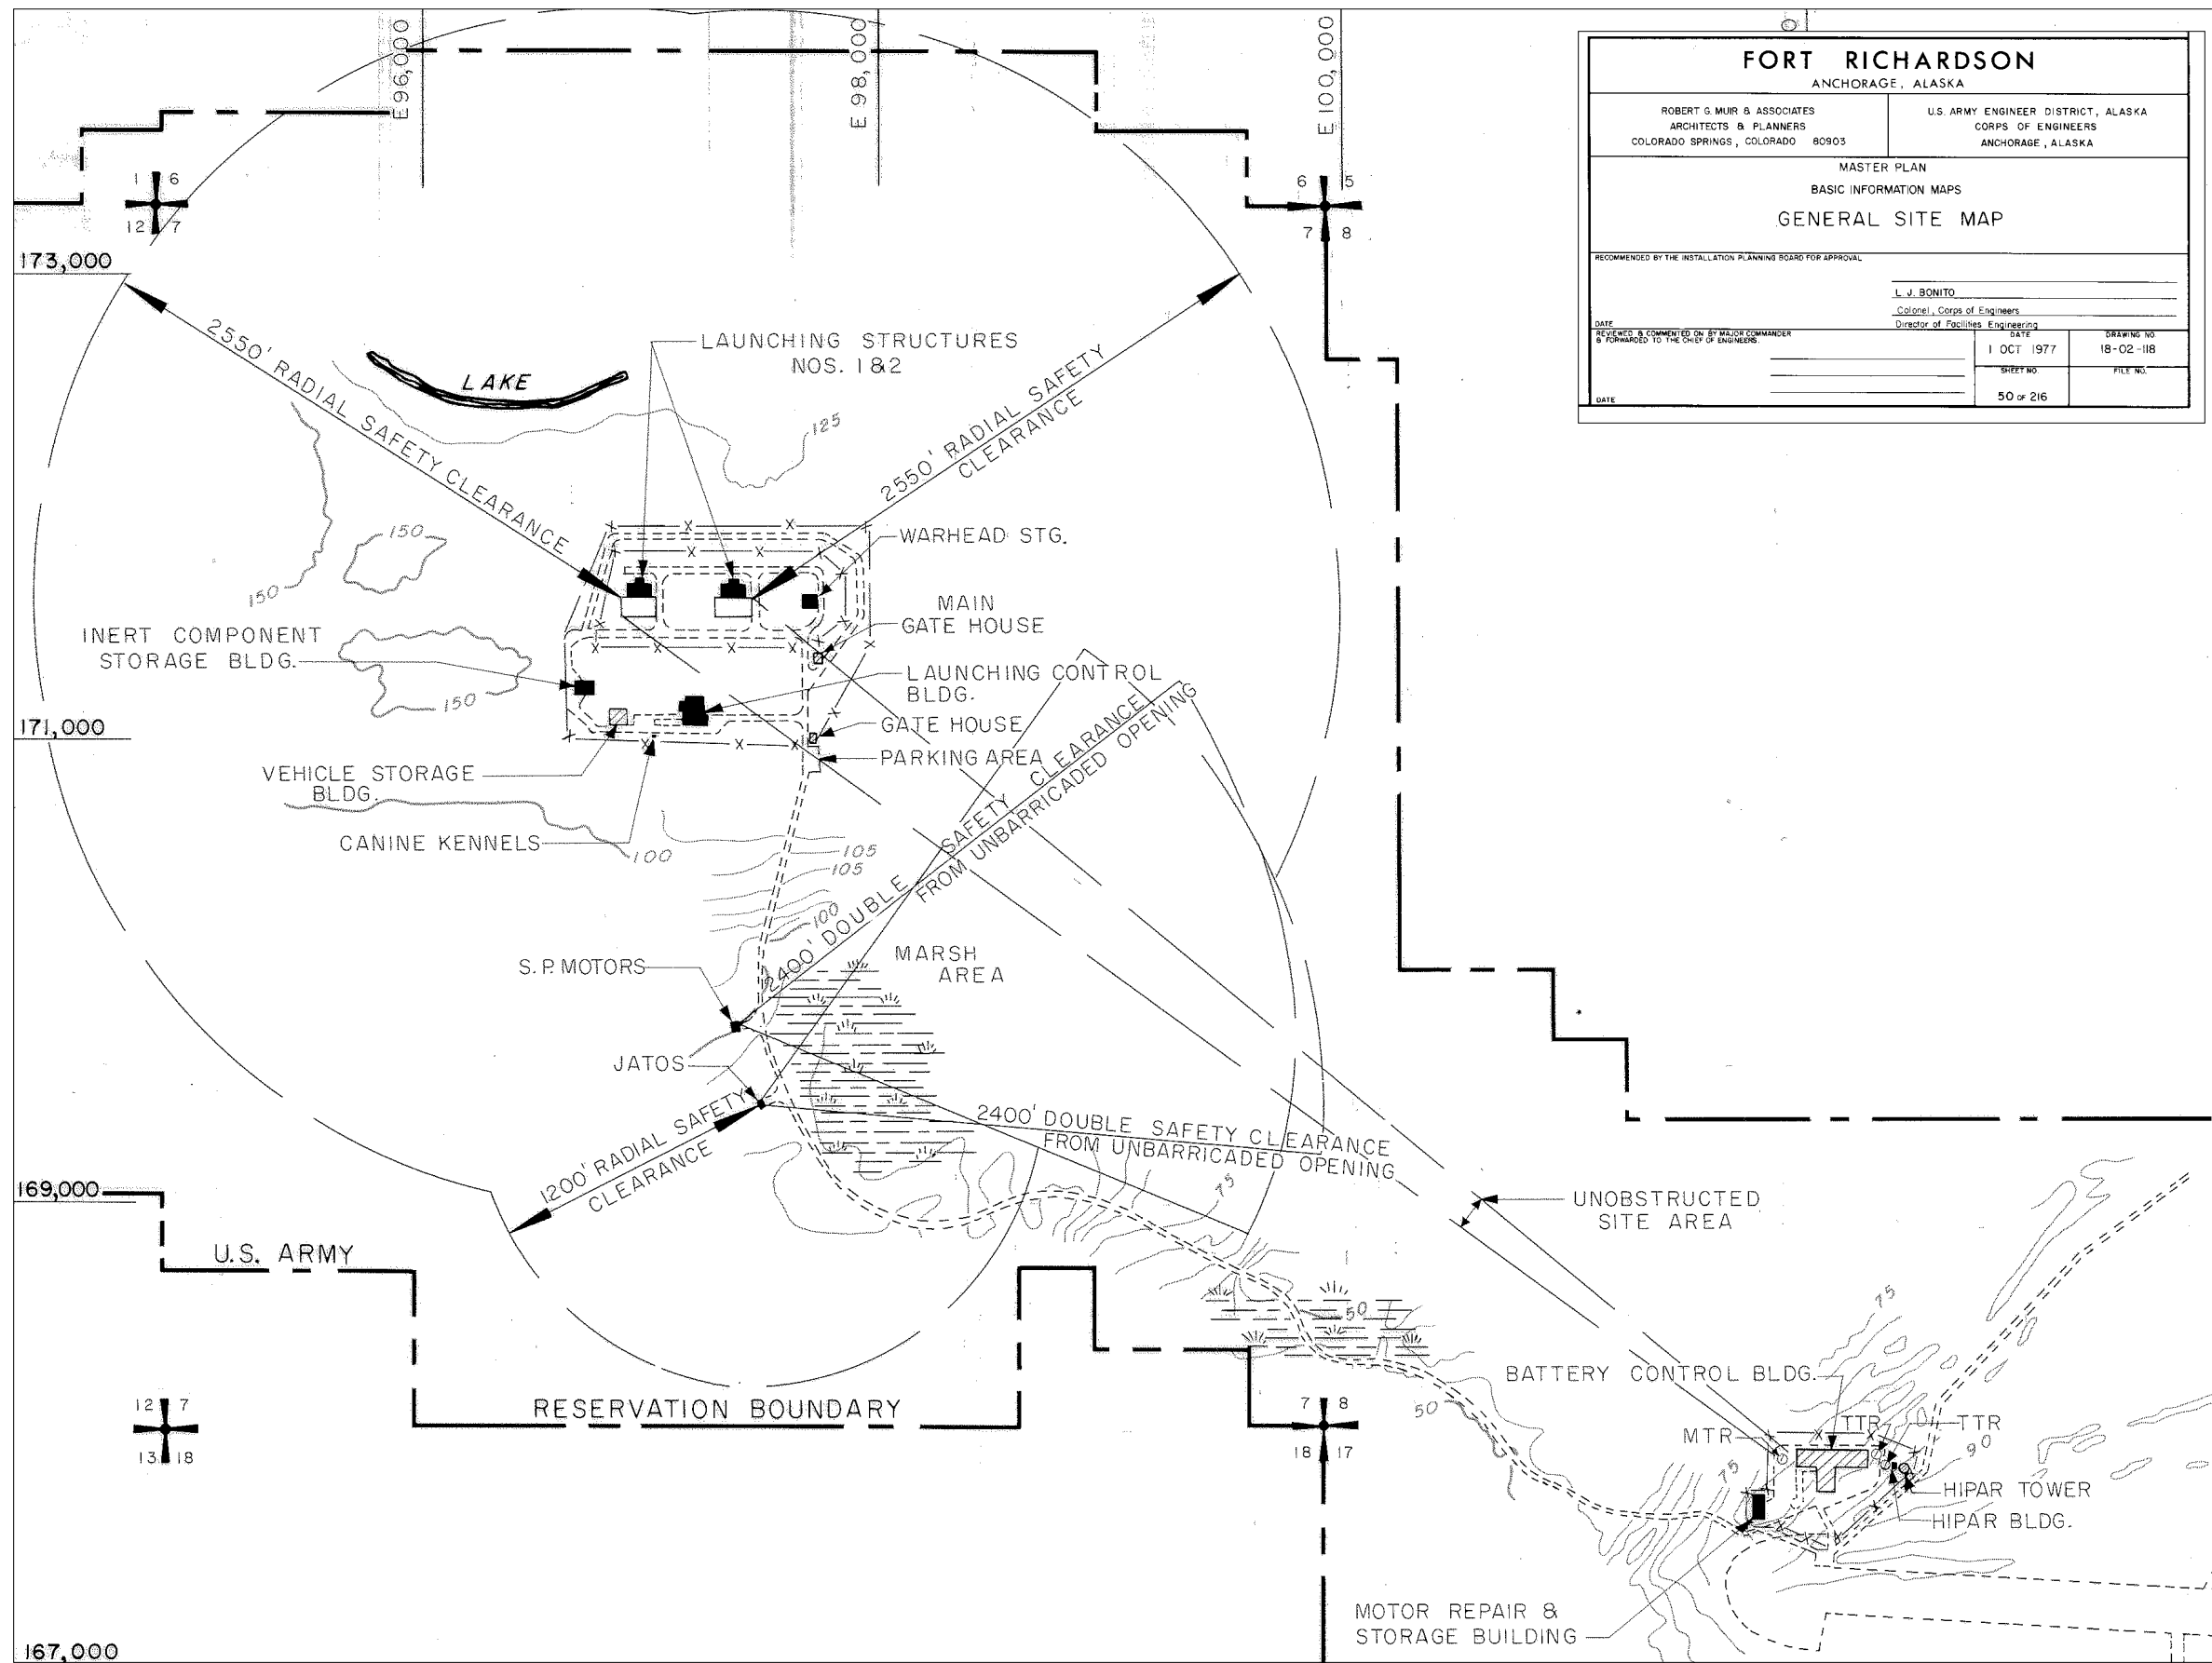 E 96,000
E 98,000
E 100,000
FORT RICHARDSON
ANCHORAGE, ALASKA
ROBERT G. MUIR & ASSOCIATES
ARCHITECTS & PLANNERS
COLORADO SPRINGS, COLORADO 80903
U.S. ARMY ENGINEER DISTRICT, ALASKA
CORPS OF ENGINEERS
ANCHORAGE, ALASKA
MASTER PLAN
BASIC INFORMATION MAPS
GENERAL SITE MAP
RECOMMENDED BY THE INSTALLATION PLANNING BOARD FOR APPROVAL
L. J. BONITO
Colonel, Corps of Engineers
Director of Facilities Engineering
DATE
REVIEWED & COMMENTED ON BY MAJOR COMMANDER
& FORWARDED TO THE CHIEF OF ENGINEERS.
DATE
1 OCT 1977
DRAWING NO.
18-02-118
SHEET NO.
50 OF 216
FILE NO.
DATE
1 6
12 7
6 5
7 8
173,000
2550' RADIAL SAFETY CLEARANCE
LAKE
LAUNCHING STRUCTURES
NOS. 1 & 2
2550' RADIAL SAFETY
CLEARANCE
125
150
150
WARHEAD STG.
MAIN
GATE HOUSE
INERT COMPONENT
STORAGE BLDG.
150
LAUNCHING CONTROL
BLDG.
171,000
GATE HOUSE
PARKING AREA
VEHICLE STORAGE
BLDG.
CANINE KENNELS
100
105
105
100
2400' DOUBLE SAFETY CLEARANCE
FROM UNBARRICADED OPENING
MARSH
AREA
S.P. MOTORS
JATOS
1200' RADIAL SAFETY
CLEARANCE
2400' DOUBLE SAFETY CLEARANCE
FROM UNBARRICADED OPENING
75
169,000
UNOBSTRUCTED
SITE AREA
U.S. ARMY
50
75
BATTERY CONTROL BLDG.
RESERVATION BOUNDARY
12 7
13 18
7 8
18 17
50
MTR
TTR
TTR
90
75
HIPAR TOWER
HIPAR BLDG.
MOTOR REPAIR &
STORAGE BUILDING
167,000